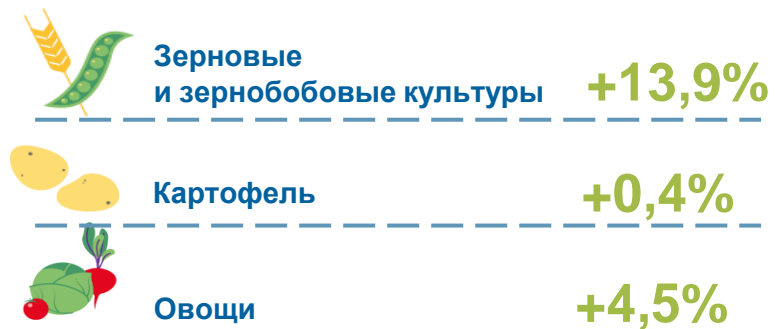 Зерновые
и зернобобовые культуры +13,9%
Картофель +0,4%
Овощи +4,5%